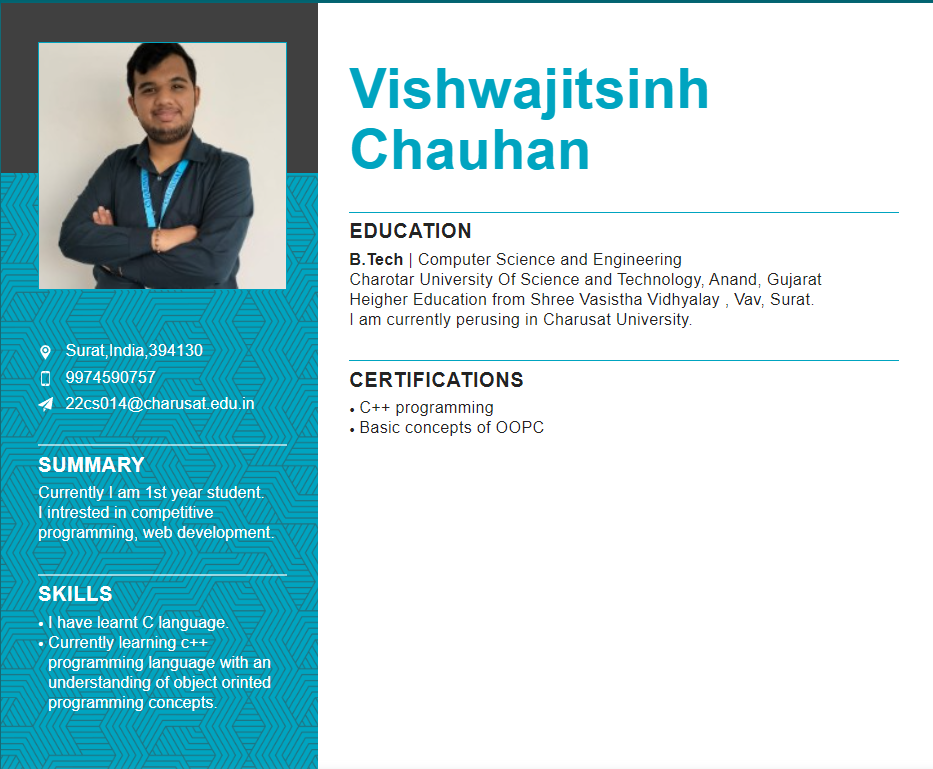 Vishwajitsinh
Chauhan
Surat,India,394130
9974590757
22cs014@charusat.edu.in
SUMMARY
Currently I am 1st year student.
I intrested in competitive
programming, web development.
SKILLS
• I have learnt C language.
• Currently learning c++
programming language with an
understanding of object orinted
programming concepts.
EDUCATION
B.Tech | Computer Science and Engineering
Charotar University Of Science and Technology, Anand, Gujarat
Heigher Education from Shree Vasistha Vidhyalay , Vav, Surat.
I am currently perusing in Charusat University.
CERTIFICATIONS
• C++ programming
• Basic concepts of OOPC